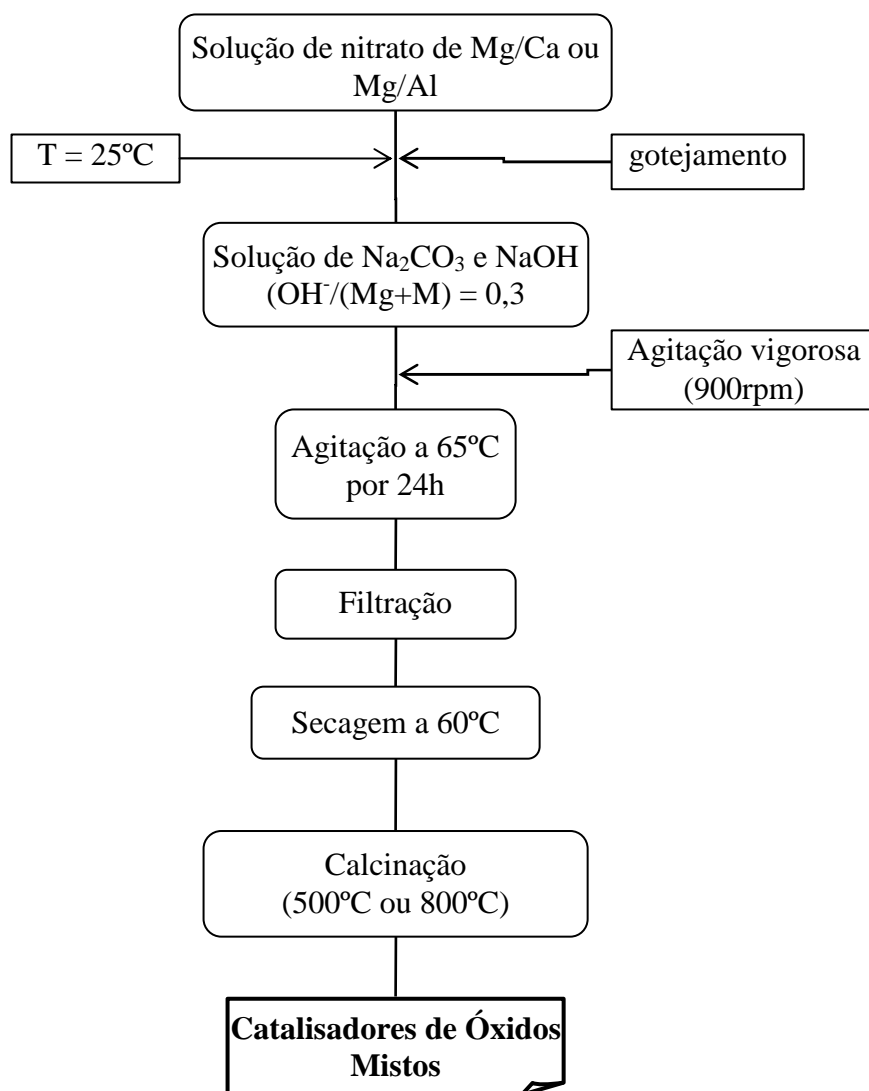 Solução de nitrato de Mg/Ca ou
Mg/Al
T = 25ºC
gotejamento
Solução de Na₂CO₃ e NaOH
(OH⁻/(Mg+M) = 0,3
Agitação vigorosa
(900rpm)
Agitação a 65ºC
por 24h
Filtração
Secagem a 60ºC
Calcinação
(500ºC ou 800ºC)
Catalisadores de Óxidos
Mistos